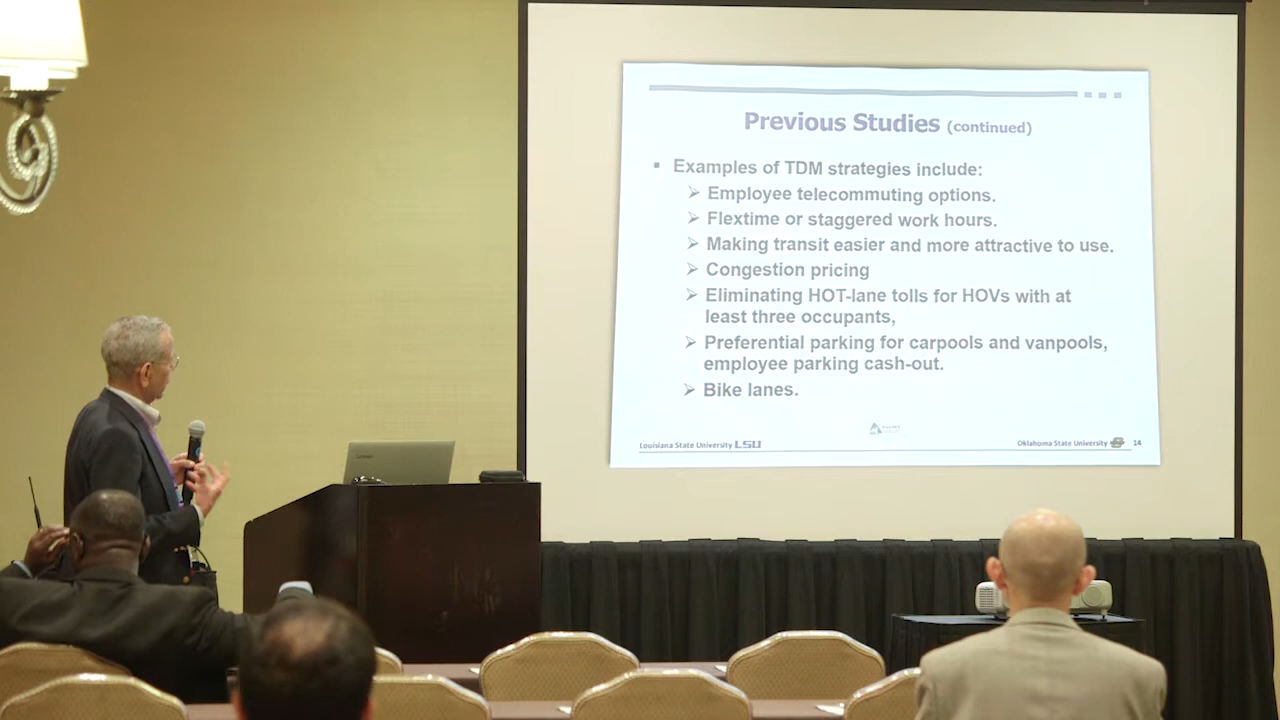 Previous Studies (continued)
▪ Examples of TDM strategies include:
➢ Employee telecommuting options.
➢ Flextime or staggered work hours.
➢ Making transit easier and more attractive to use.
➢ Congestion pricing
➢ Eliminating HOT-lane tolls for HOVs with at
least three occupants,
➢ Preferential parking for carpools and vanpools,
employee parking cash-out.
➢ Bike lanes.
Louisiana State University LSU
Oklahoma State University
14